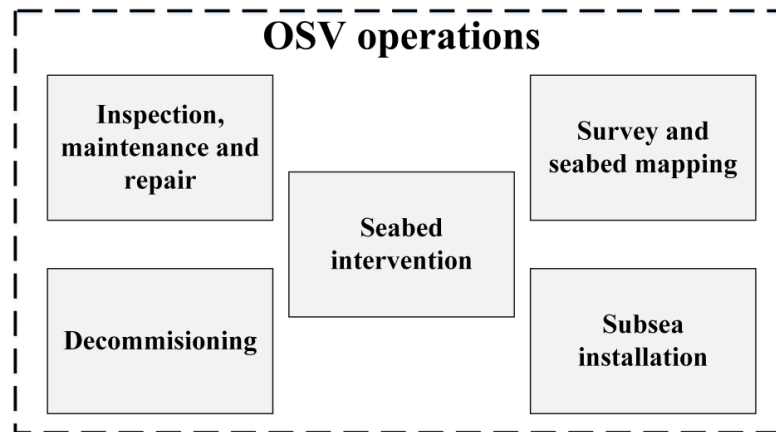 OSV operations
Inspection,
maintenance and
repair
Survey and
seabed mapping
Seabed
intervention
Decommisioning
Subsea
installation